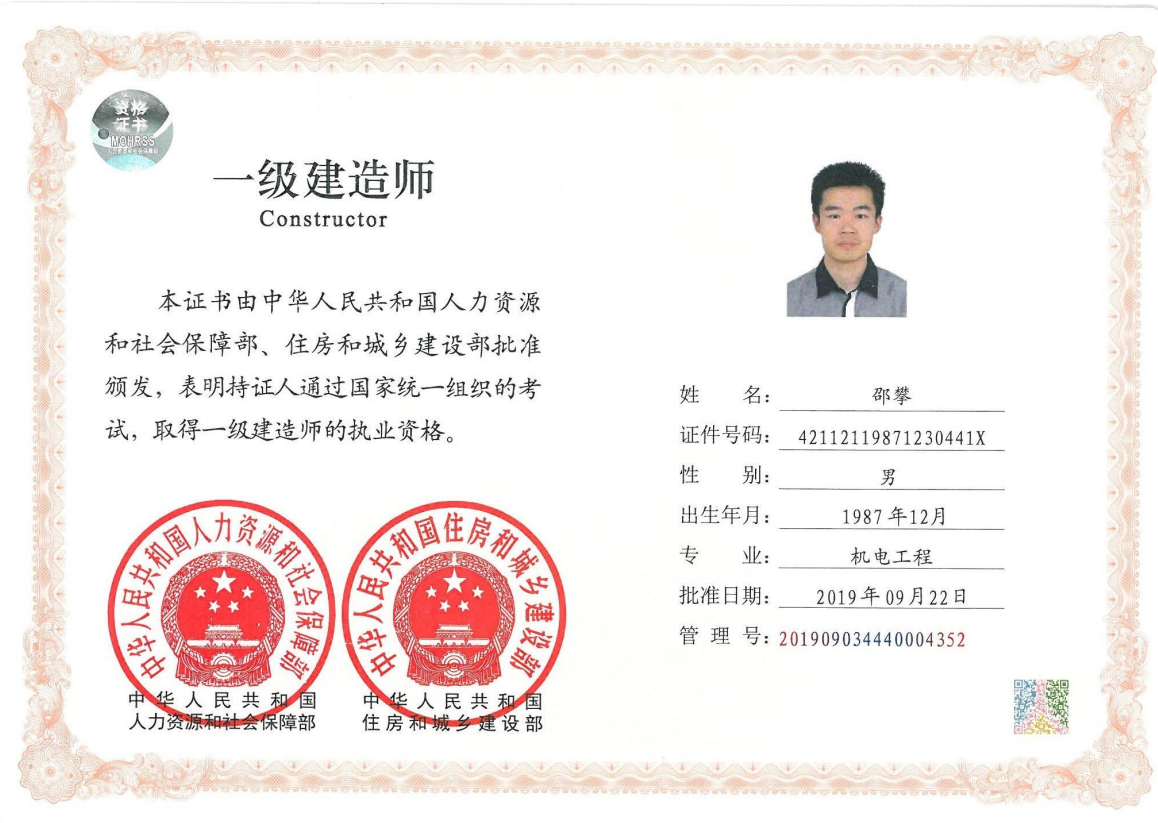 资格
证书
MOHRSS
一级建造师
Constructor
本证书由中华人民共和国人力资源
和社会保障部、住房和城乡建设部批准
颁发，表明持证人通过国家统一组织的考
试，取得一级建造师的执业资格。
中华人民共和国人力资源和社会保障部
中华人民共和国
人力资源和社会保障部
中华人民共和国住房和城乡建设部
中华人民共和国
住房和城乡建设部
姓 名： 邵攀
证件号码： 42112119871230441X
性 别： 男
出生年月： 1987年12月
专 业： 机电工程
批准日期： 2019年09月22日
管 理 号： 201909034440004352